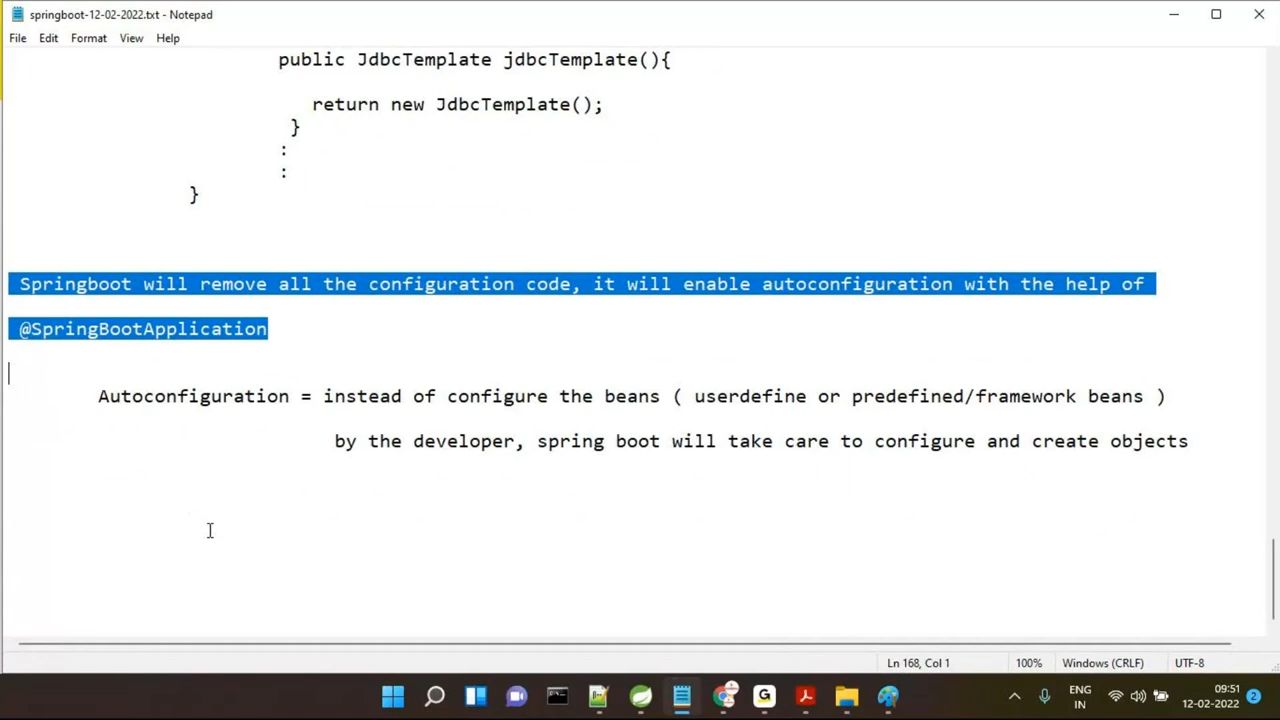 springboot-12-02-2022.txt - Notepad
File Edit Format View Help
public JdbcTemplate jdbcTemplate(){
return new JdbcTemplate();
}
:
:
}
Springboot will remove all the configuration code, it will enable autoconfiguration with the help of
@SpringBootApplication
Autoconfiguration = instead of configure the beans ( userdefine or predefined/framework beans )
by the developer, spring boot will take care to configure and create objects
Ln 168, Col 1 100% Windows (CRLF) UTF-8
ENG 09:51
IN 12-02-2022 2